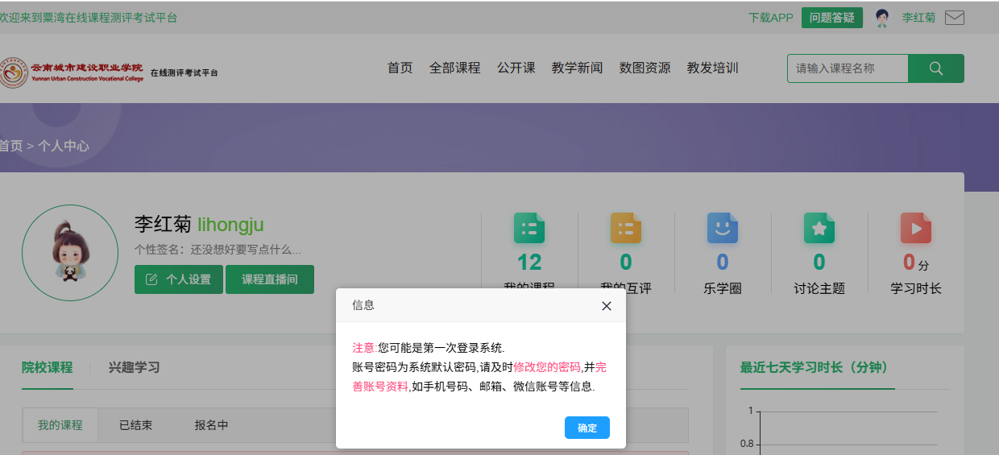 欢迎来到粟湾在线课程测评考试平台
下载APP 问题答疑 李红菊
云南城市建设职业学院
Yunnan Urban Construction Vocational College
在线测评考试平台
首页 全部课程 公开课 教学新闻 数图资源 教发培训
请输入课程名称
首页 > 个人中心
李红菊 lihongju
个性签名：还没想好要写点什么...
个人设置 课程直播间
12 0 0 0 0 分
我的课程 我的互评 乐学圈 讨论主题 学习时长
信息
注意:您可能是第一次登录系统.
账号密码为系统默认密码,请及时修改您的密码,并完
善账号资料,如手机号码、邮箱、微信账号等信息.
确定
院校课程 兴趣学习
我的课程 已结束 报名中
最近七天学习时长（分钟）
1
0.8